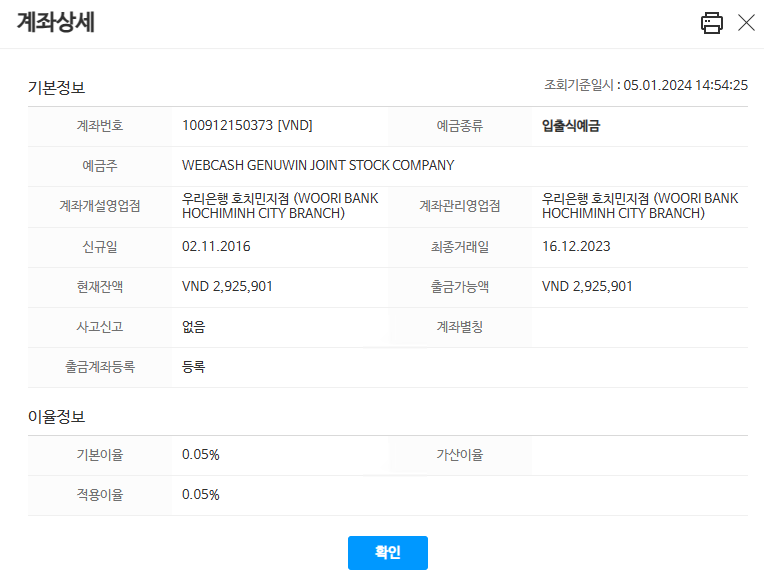 계좌상세
기본정보
조회기준일시 : 05.01.2024 14:54:25
계좌번호 100912150373 [VND] 예금종류 입출식예금
예금주 WEBCASH GENUWIN JOINT STOCK COMPANY
계좌개설영업점 우리은행 호치민지점 (WOORI BANK HOCHIMINH CITY BRANCH) 계좌관리영업점 우리은행 호치민지점 (WOORI BANK HOCHIMINH CITY BRANCH)
신규일 02.11.2016 최종거래일 16.12.2023
현재잔액 VND 2,925,901 출금가능액 VND 2,925,901
사고신고 없음 계좌별칭
출금계좌등록 등록
이율정보
기본이율 0.05% 가산이율
적용이율 0.05%
확인